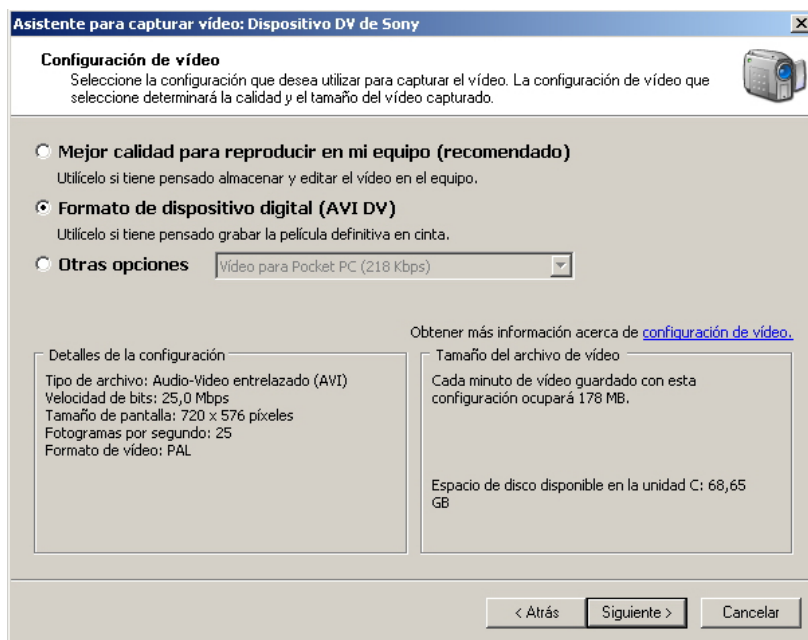 Asistente para capturar vídeo: Dispositivo DV de Sony
Configuración de vídeo
Seleccione la configuración que desea utilizar para capturar el vídeo. La configuración de vídeo que
seleccione determinará la calidad y el tamaño del vídeo capturado.
Mejor calidad para reproducir en mi equipo (recomendado)
Utilícelo si tiene pensado almacenar y editar el vídeo en el equipo.
Formato de dispositivo digital (AVI DV)
Utilícelo si tiene pensado grabar la película definitiva en cinta.
Otras opciones
Vídeo para Pocket PC (218 Kbps)
Obtener más información acerca de configuración de vídeo.
Detalles de la configuración
Tipo de archivo: Audio-Video entrelazado (AVI)
Velocidad de bits: 25,0 Mbps
Tamaño de pantalla: 720 x 576 píxeles
Fotogramas por segundo: 25
Formato de vídeo: PAL
Tamaño del archivo de vídeo
Cada minuto de vídeo guardado con esta
configuración ocupará 178 MB.
Espacio de disco disponible en la unidad C: 68,65
GB
< Atrás
Siguiente >
Cancelar